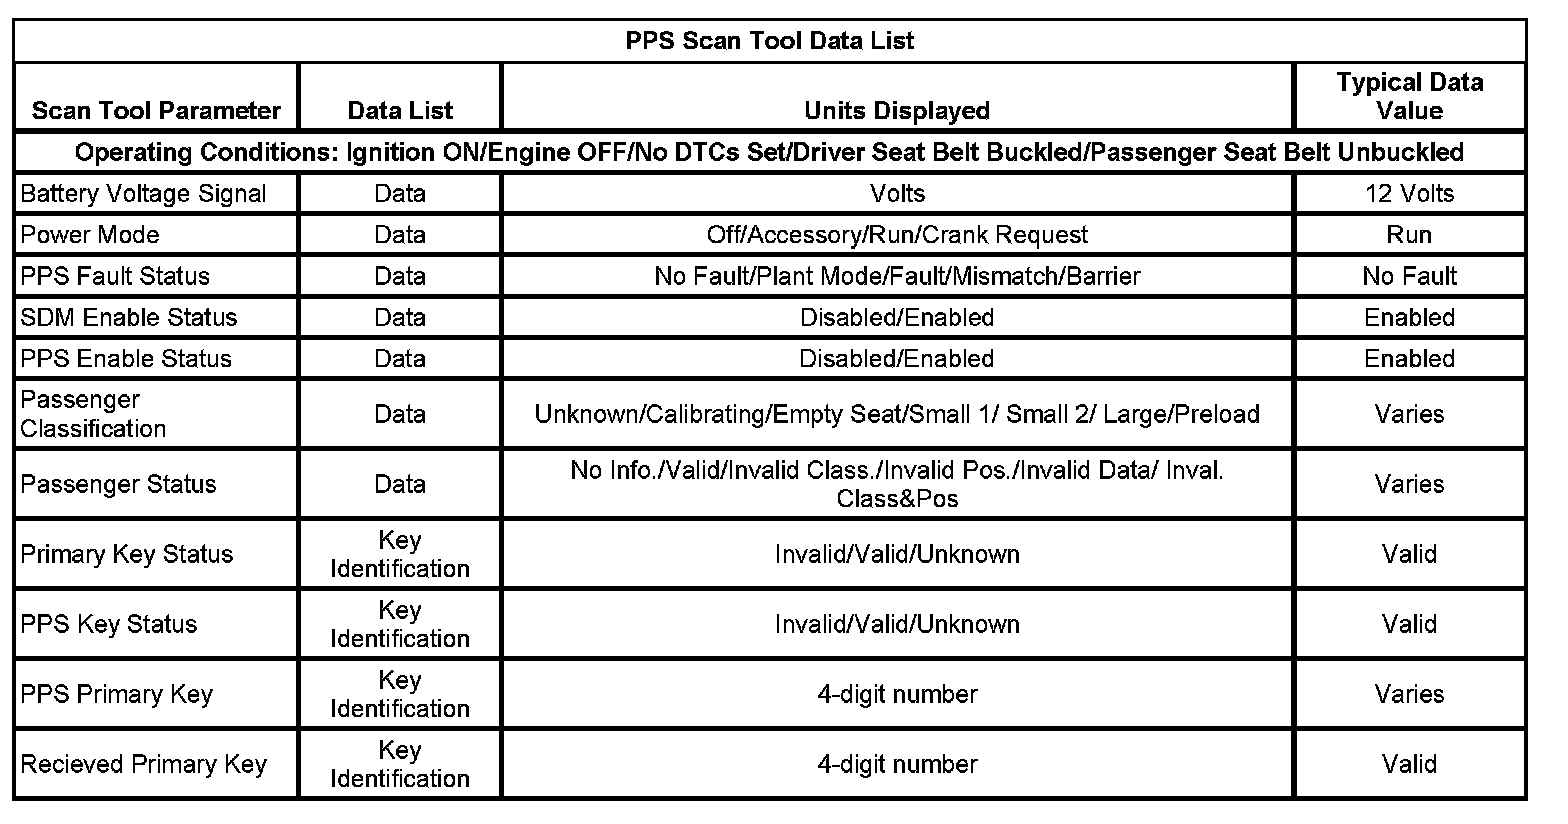 PPS Scan Tool Data List
Scan Tool Parameter Data List Units Displayed Typical Data Value
Operating Conditions: Ignition ON/Engine OFF/No DTCs Set/Driver Seat Belt Buckled/Passenger Seat Belt Unbuckled
Battery Voltage Signal Data Volts 12 Volts
Power Mode Data Off/Accessory/Run/Crank Request Run
PPS Fault Status Data No Fault/Plant Mode/Fault/Mismatch/Barrier No Fault
SDM Enable Status Data Disabled/Enabled Enabled
PPS Enable Status Data Disabled/Enabled Enabled
Passenger Classification Data Unknown/Calibrating/Empty Seat/Small 1/ Small 2/ Large/Preload Varies
Passenger Status Data No Info./Valid/Invalid Class./Invalid Pos./Invalid Data/ Inval. Class&Pos Varies
Primary Key Status Key Identification Invalid/Valid/Unknown Valid
PPS Key Status Key Identification Invalid/Valid/Unknown Valid
PPS Primary Key Key Identification 4-digit number Varies
Recieved Primary Key Key Identification 4-digit number Valid